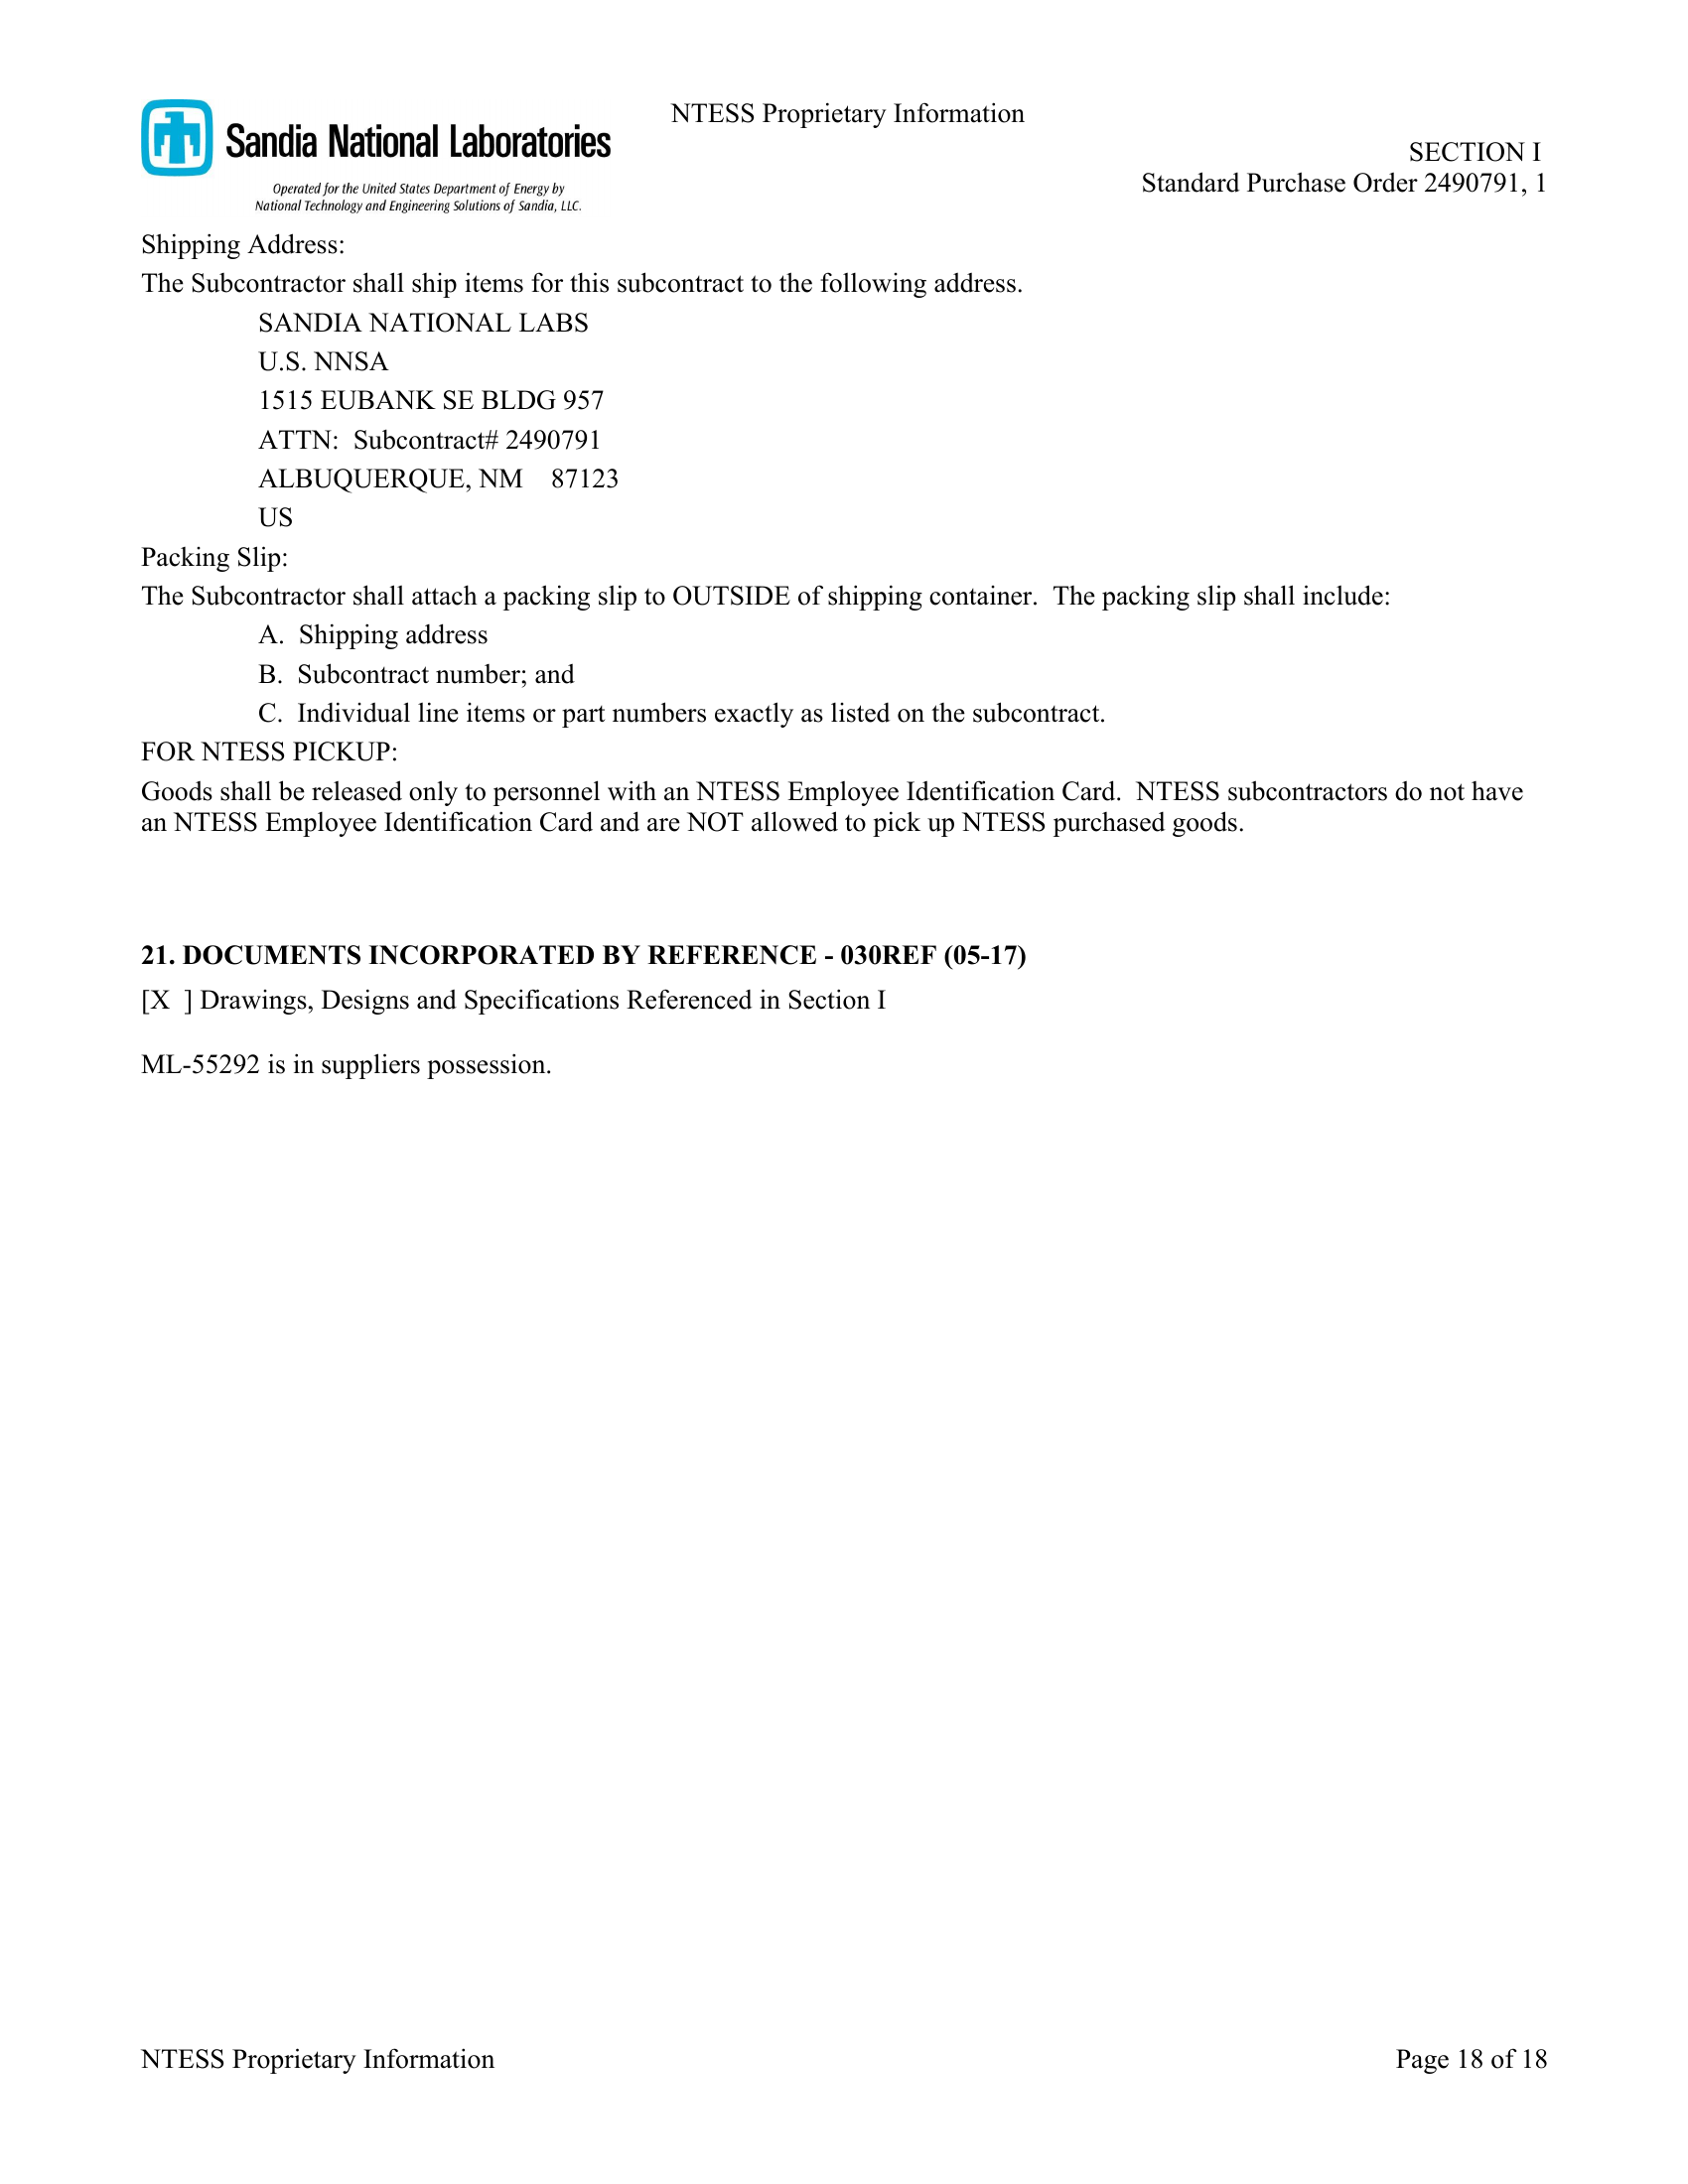 NTESS Proprietary Information
Sandia National Laboratories
Operated for the United States Department of Energy by
National Technology and Engineering Solutions of Sandia, LLC.
SECTION I
Standard Purchase Order 2490791, 1
Shipping Address:
The Subcontractor shall ship items for this subcontract to the following address.
SANDIA NATIONAL LABS
U.S. NNSA
1515 EUBANK SE BLDG 957
ATTN:  Subcontract# 2490791
ALBUQUERQUE, NM    87123
US
Packing Slip:
The Subcontractor shall attach a packing slip to OUTSIDE of shipping container.  The packing slip shall include:
A.  Shipping address
B.  Subcontract number; and
C.  Individual line items or part numbers exactly as listed on the subcontract.
FOR NTESS PICKUP:
Goods shall be released only to personnel with an NTESS Employee Identification Card.  NTESS subcontractors do not have
an NTESS Employee Identification Card and are NOT allowed to pick up NTESS purchased goods.
21. DOCUMENTS INCORPORATED BY REFERENCE - 030REF (05-17)
[X  ] Drawings, Designs and Specifications Referenced in Section I
ML-55292 is in suppliers possession.
NTESS Proprietary Information
Page 18 of 18